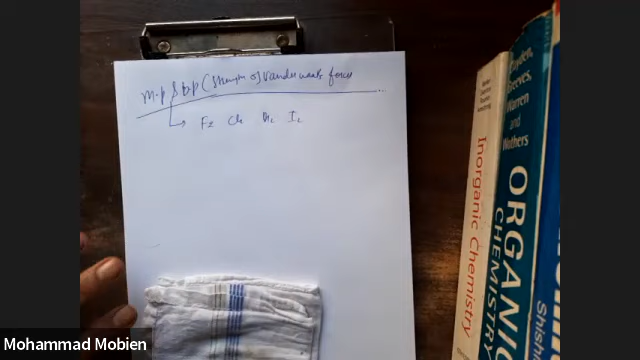 m.p & b.p (strength of vanderwaals force
F₂ Cl₂ Br₂ I₂
Inorganic Chemistry
Clayden,
Greeves,
Warren
and
Wothers
ORGANIC
CHEMISTRY
Mohammad Mobien